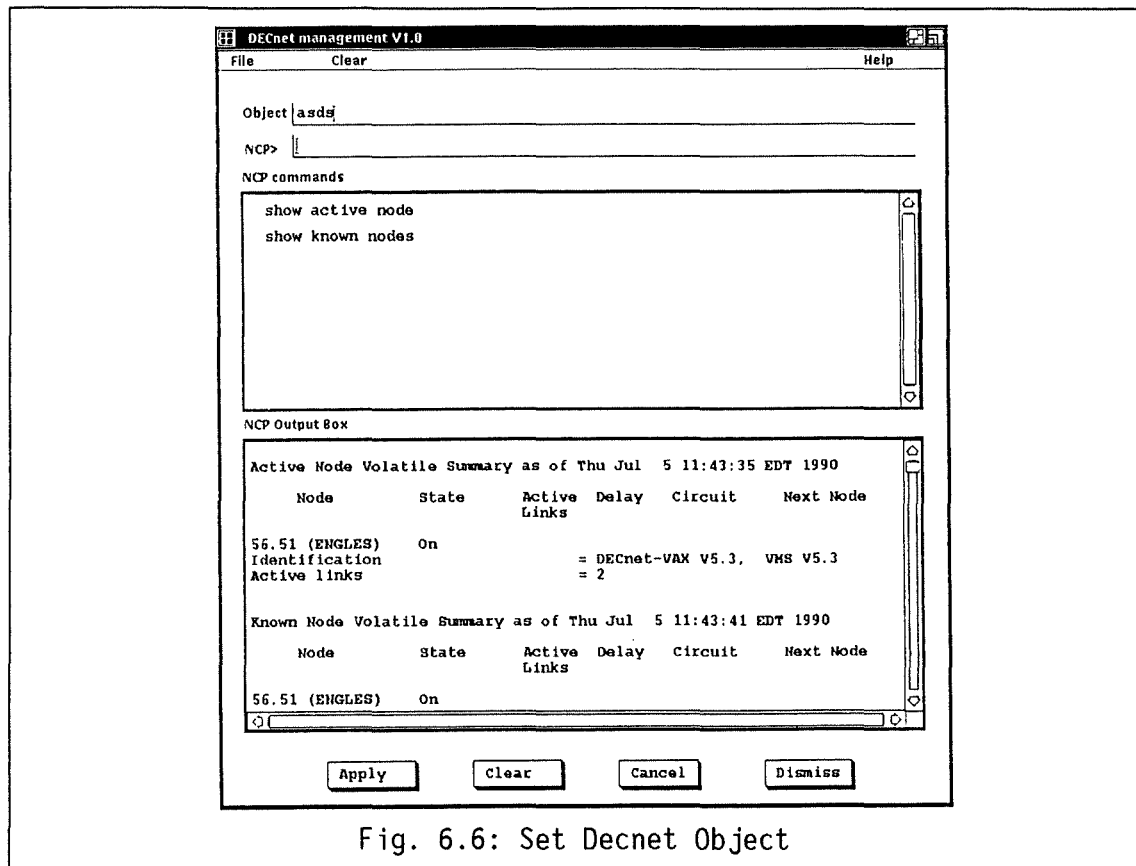 DECnet management V1.0
File Clear Help
Object asds
NCP>
NCP commands
show active node
show known nodes
NCP Output Box
Active Node Volatile Summary as of Thu Jul 5 11:43:35 EDT 1990
Node State Active Delay Circuit Next Node
Links
56.51 (ENGLES) On
Identification = DECnet-VAX V5.3, VMS V5.3
Active links = 2
Known Node Volatile Summary as of Thu Jul 5 11:43:41 EDT 1990
Node State Active Delay Circuit Next Node
Links
56.51 (ENGLES) On
Apply Clear Cancel Dismiss
Fig. 6.6: Set Decnet Object